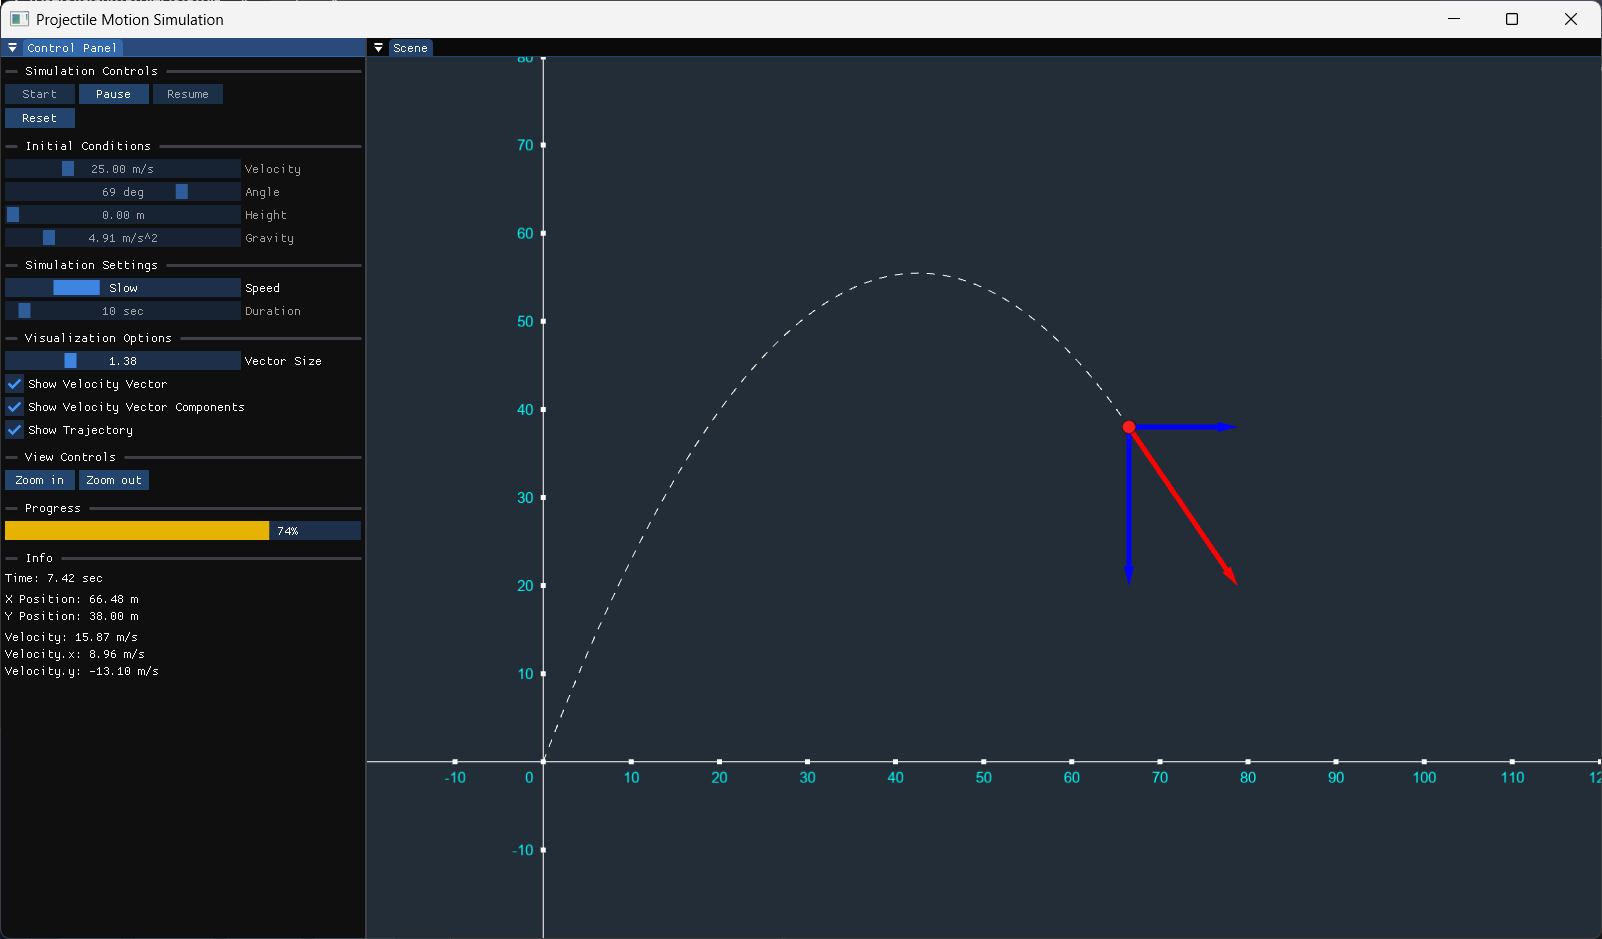 Projectile Motion Simulation
Control Panel
Simulation Controls
Start Pause Resume
Reset
Initial Conditions
25.00 m/s Velocity
69 deg Angle
0.00 m Height
4.91 m/s^2 Gravity
Simulation Settings
Slow Speed
10 sec Duration
Visualization Options
1.38 Vector Size
Show Velocity Vector
Show Velocity Vector Components
Show Trajectory
View Controls
Zoom in Zoom out
Progress
74%
Info
Time: 7.42 sec
X Position: 66.48 m
Y Position: 38.00 m
Velocity: 15.87 m/s
Velocity.x: 8.96 m/s
Velocity.y: -13.10 m/s
Scene
80
70
60
50
40
30
20
10
-10 0 10 20 30 40 50 60 70 80 90 100 110
-10